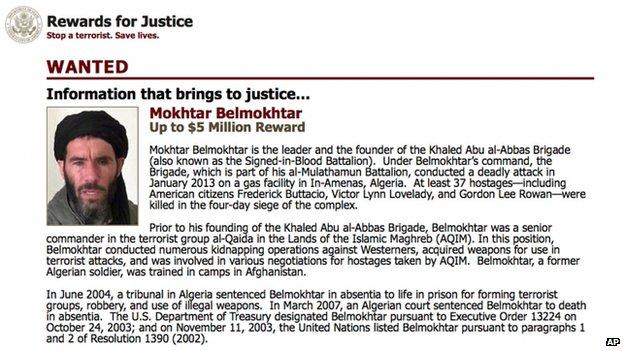 Rewards for Justice
Stop a terrorist. Save lives.
WANTED
Information that brings to justice...
Mokhtar Belmokhtar
Up to $5 Million Reward
Mokhtar Belmokhtar is the leader and the founder of the Khaled Abu al-Abbas Brigade
(also known as the Signed-in-Blood Battalion). Under Belmokhtar's command, the
Brigade, which is part of his al-Mulathamun Battalion, conducted a deadly attack in
January 2013 on a gas facility in In-Amenas, Algeria. At least 37 hostages—including
American citizens Frederick Buttacio, Victor Lynn Lovelady, and Gordon Lee Rowan—were
killed in the four-day siege of the complex.
Prior to his founding of the Khaled Abu al-Abbas Brigade, Belmokhtar was a senior
commander in the terrorist group al-Qaida in the Lands of the Islamic Maghreb (AQIM). In this position,
Belmokhtar conducted numerous kidnapping operations against Westerners, acquired weapons for use in
terrorist attacks, and was involved in various negotiations for hostages taken by AQIM. Belmokhtar, a former
Algerian soldier, was trained in camps in Afghanistan.
In June 2004, a tribunal in Algeria sentenced Belmokhtar in absentia to life in prison for forming terrorist
groups, robbery, and use of illegal weapons. In March 2007, an Algerian court sentenced Belmokhtar to death
in absentia. The U.S. Department of Treasury designated Belmokhtar pursuant to Executive Order 13224 on
October 24, 2003; and on November 11, 2003, the United Nations listed Belmokhtar pursuant to paragraphs 1
and 2 of Resolution 1390 (2002).
AP